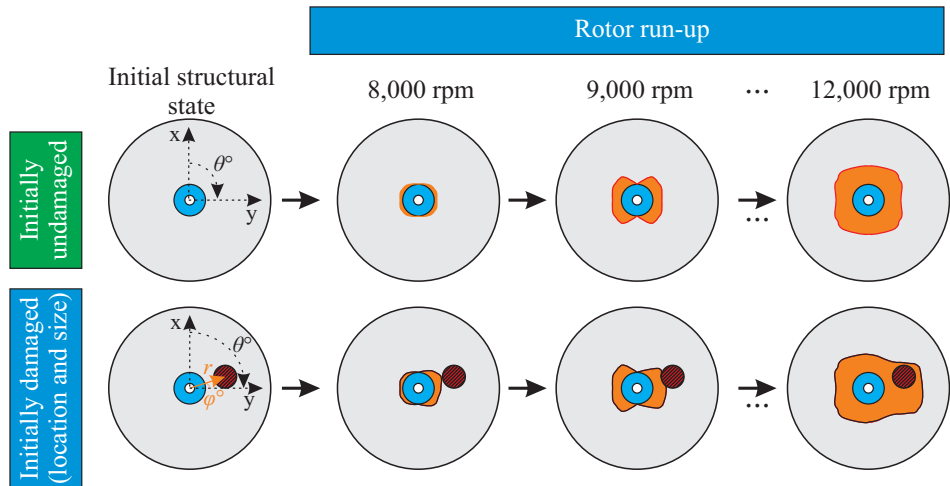 Rotor run-up
Initial structural
state
8,000 rpm
9,000 rpm
...
12,000 rpm
Initially
undamaged
x
θ°
y
...
Initially damaged
(location and size)
x
θ°
r
φ°
y
...